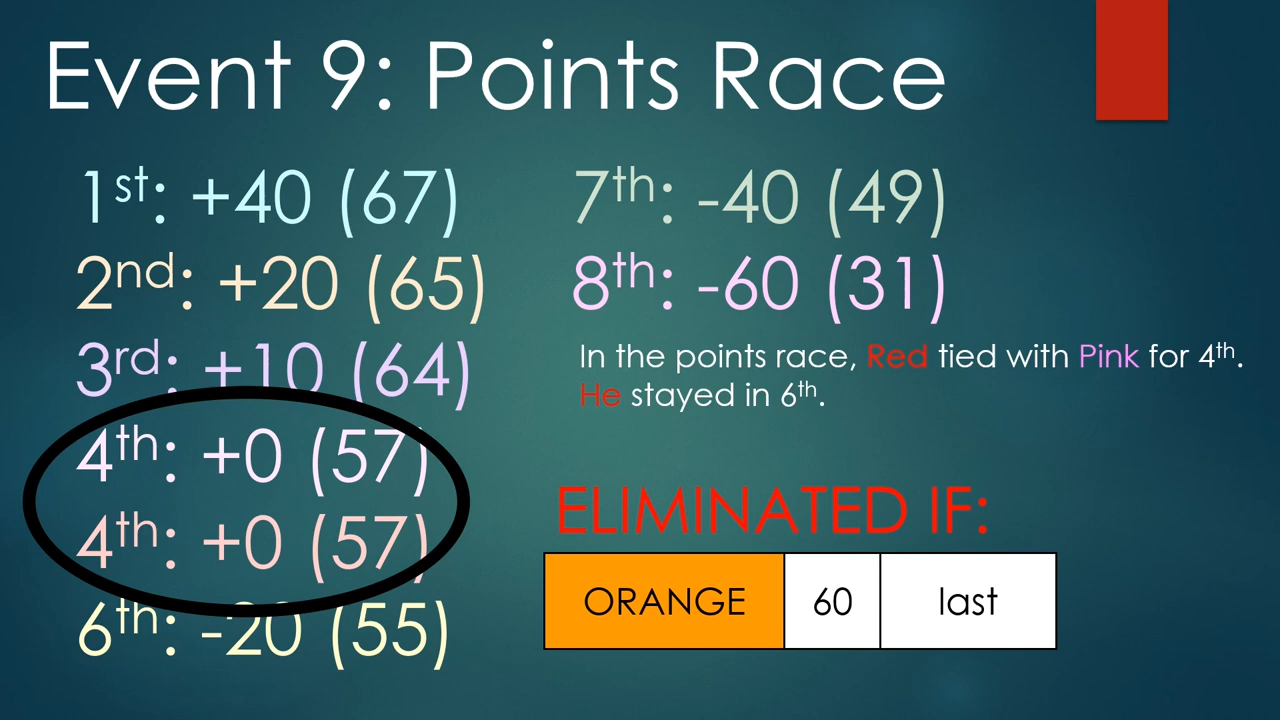 Event 9: Points Race
1st: +40 (67)
2nd: +20 (65)
3rd: +10 (64)
4th: +0 (57)
4th: +0 (57)
6th: -20 (55)
7th: -40 (49)
8th: -60 (31)
In the points race, Red tied with Pink for 4th.
He stayed in 6th.
ELIMINATED IF:
ORANGE 60 last